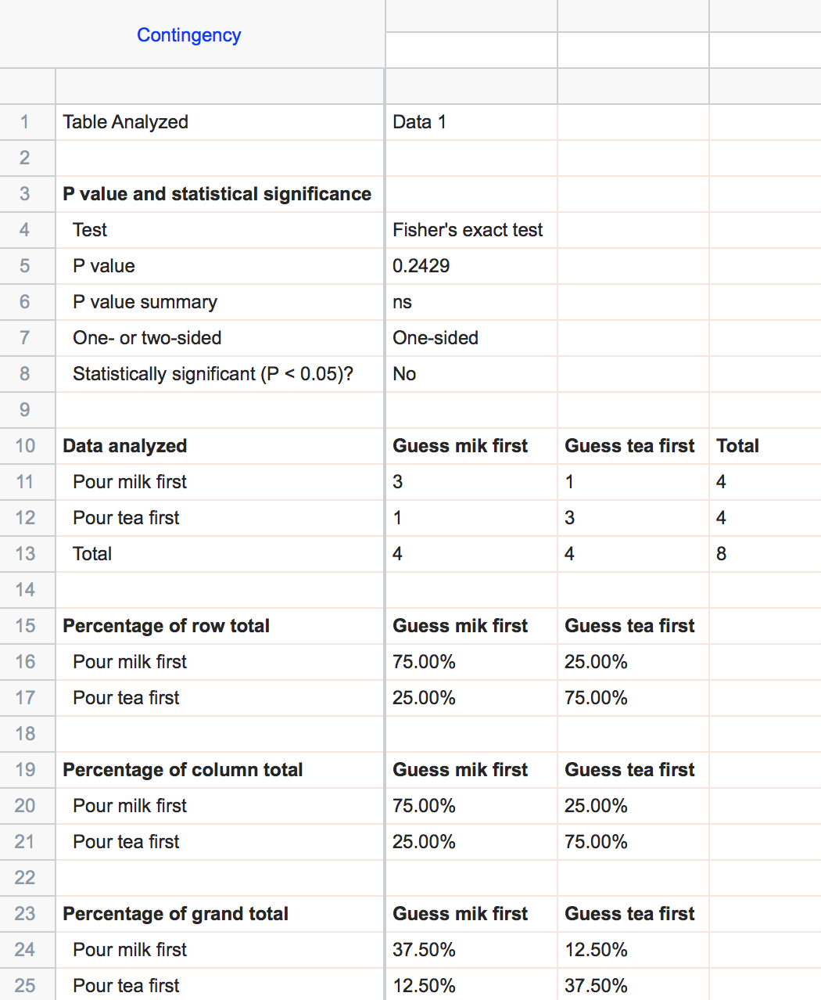 Contingency
1 Table Analyzed Data 1
2
3 P value and statistical significance
4 Test Fisher's exact test
5 P value 0.2429
6 P value summary ns
7 One- or two-sided One-sided
8 Statistically significant (P < 0.05)? No
9
10 Data analyzed Guess mik first Guess tea first Total
11 Pour milk first 3 1 4
12 Pour tea first 1 3 4
13 Total 4 4 8
14
15 Percentage of row total Guess mik first Guess tea first
16 Pour milk first 75.00% 25.00%
17 Pour tea first 25.00% 75.00%
18
19 Percentage of column total Guess mik first Guess tea first
20 Pour milk first 75.00% 25.00%
21 Pour tea first 25.00% 75.00%
22
23 Percentage of grand total Guess mik first Guess tea first
24 Pour milk first 37.50% 12.50%
25 Pour tea first 12.50% 37.50%